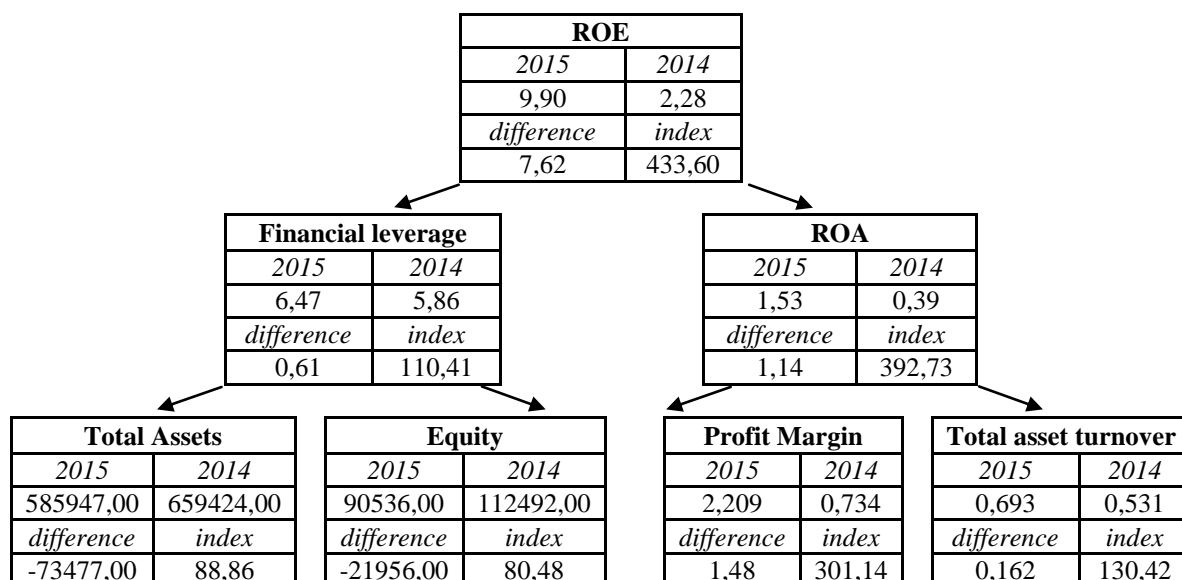 ROE
2015 2014
9,90 2,28
difference index
7,62 433,60
Financial leverage ROA
2015 2014 2015 2014
6,47 5,86 1,53 0,39
difference index difference index
0,61 110,41 1,14 392,73
Total Assets Equity Profit Margin Total asset turnover
2015 2014 2015 2014 2015 2014 2015 2014
585947,00 659424,00 90536,00 112492,00 2,209 0,734 0,693 0,531
difference index difference index difference index difference index
-73477,00 88,86 -21956,00 80,48 1,48 301,14 0,162 130,42